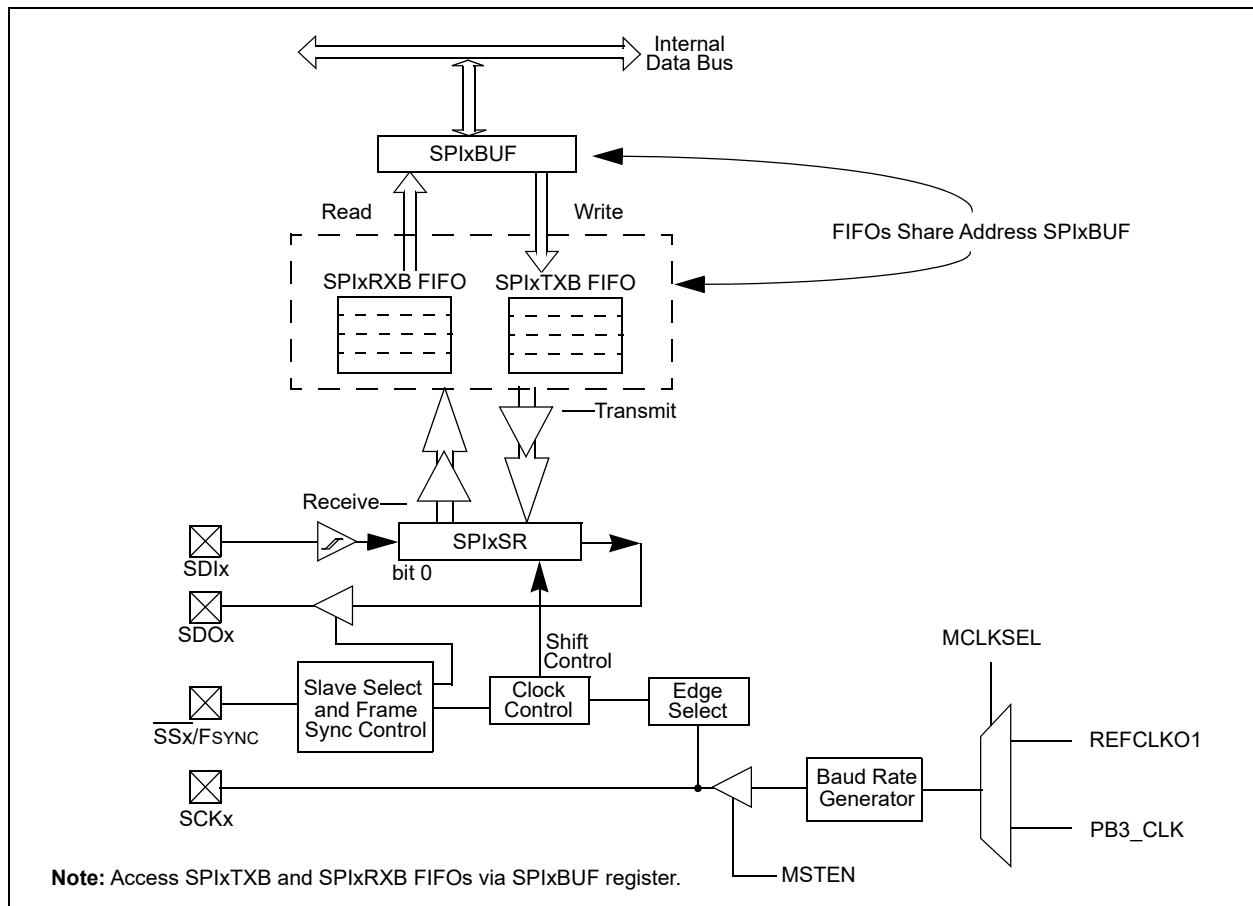 Internal
Data Bus
SPIxBUF
Read
Write
FIFOs Share Address SPIxBUF
SPIxRXB FIFO
SPIxTXB FIFO
Transmit
Receive
SPIxSR
SDIx
bit 0
SDOx
Shift
Control
MCLKSEL
Slave Select
and Frame
Sync Control
Clock
Control
Edge
Select
SSx/FSYNC
REFCLKO1
Baud Rate
Generator
SCKx
PB3_CLK
MSTEN
Note: Access SPIxTXB and SPIxRXB FIFOs via SPIxBUF register.